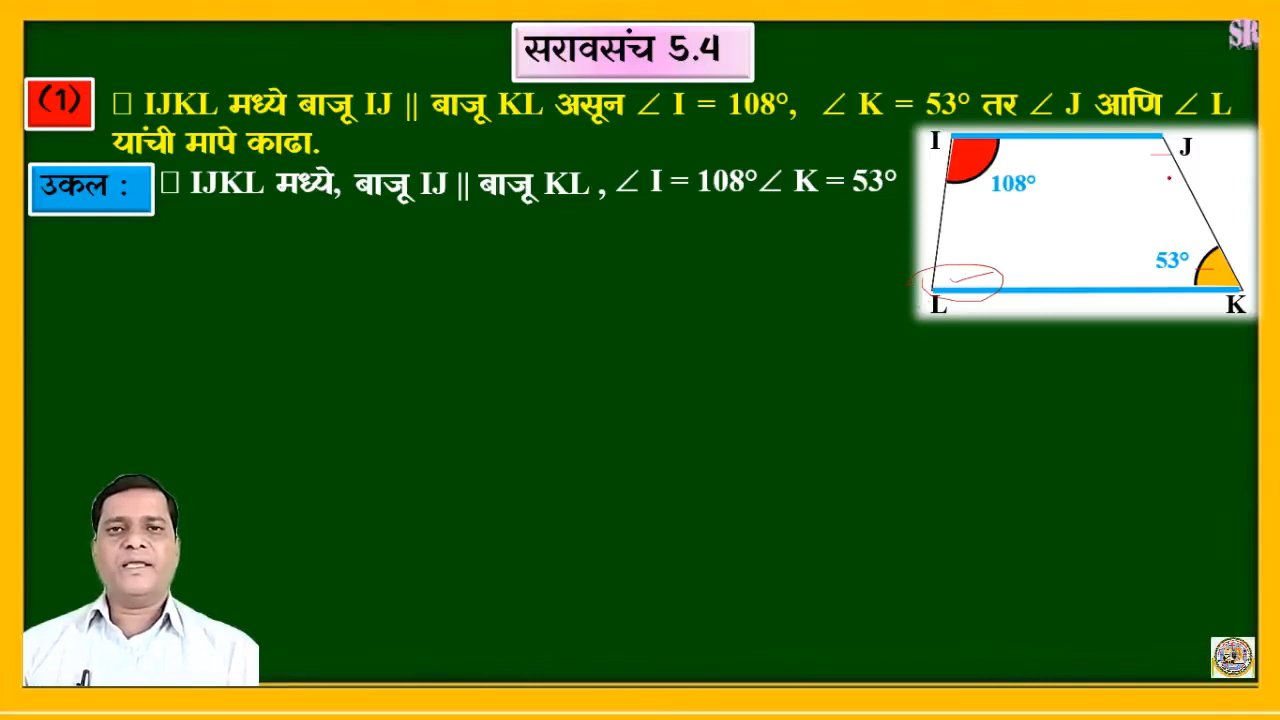 सरावसंच 5.4
(1) □ IJKL मध्ये बाजू IJ || बाजू KL असून ∠ I = 108°, ∠ K = 53° तर ∠ J आणि ∠ L
यांची मापे काढा.
उकल : □ IJKL मध्ये, बाजू IJ || बाजू KL , ∠ I = 108°∠ K = 53°
I
J
108°
53°
L
K
SR